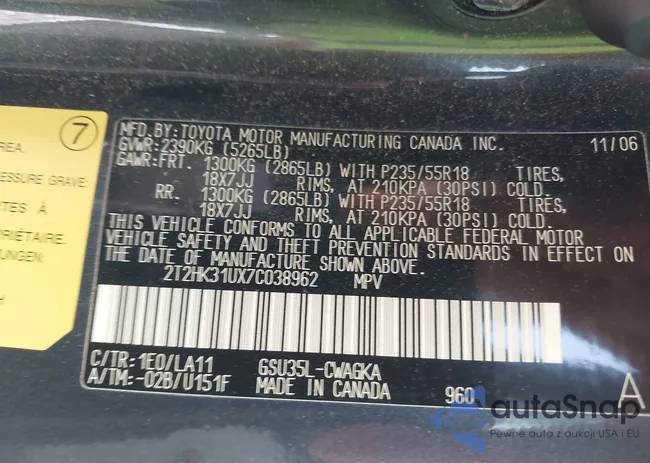 7
REA.
ESSURE GRAVE
TES À
PRIÉTAIRE.
NGUES.
H
MFD.BY:TOYOTA MOTOR MANUFACTURING CANADA INC. 11/06
GVWR:2390KG (5265LB)
GAWR:FRT. 1300KG (2865LB) WITH P235/55R18 TIRES,
18X7JJ RIMS, AT 210KPA (30PSI) COLD.
RR. 1300KG (2865LB) WITH P235/55R18 TIRES,
18X7JJ RIMS, AT 210KPA (30PSI) COLD.
THIS VEHICLE CONFORMS TO ALL APPLICABLE FEDERAL MOTOR
VEHICLE SAFETY AND THEFT PREVENTION STANDARDS IN EFFECT ON
THE DATE OF MANUFACTURE SHOWN ABOVE.
2T2HK31UX7C038962 MPV
C/TR:1E0/LA11 GSU35L-CWAGKA
A/TM:-02B/U151F MADE IN CANADA 960 A
autoSnap
Pewne auta z aukcji USA i EU